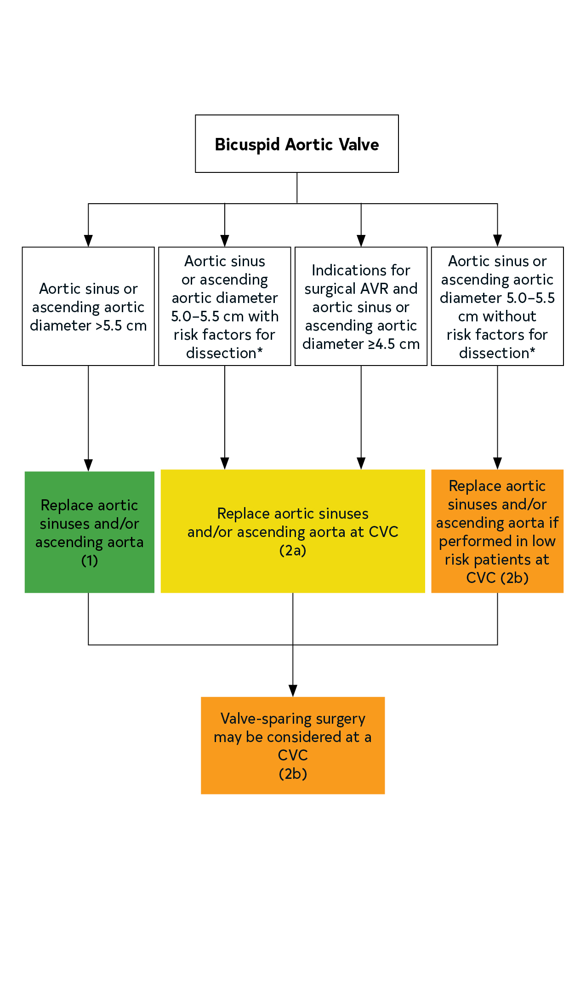 Bicuspid Aortic Valve
Aortic sinus or
ascending aortic
diameter >5.5 cm
Aortic sinus
or ascending
aortic diameter
5.0–5.5 cm with
risk factors for
dissection*
Indications for
surgical AVR and
aortic sinus or
ascending aortic
diameter ≥4.5 cm
Aortic sinus or
ascending aortic
diameter 5.0–5.5
cm without
risk factors for
dissection*
Replace aortic
sinuses and/or
ascending aorta
(1)
Replace aortic sinuses
and/or ascending aorta at CVC
(2a)
Replace aortic
sinuses and/or
ascending aorta if
performed in low
risk patients at
CVC (2b)
Valve-sparing surgery
may be considered at a
CVC
(2b)